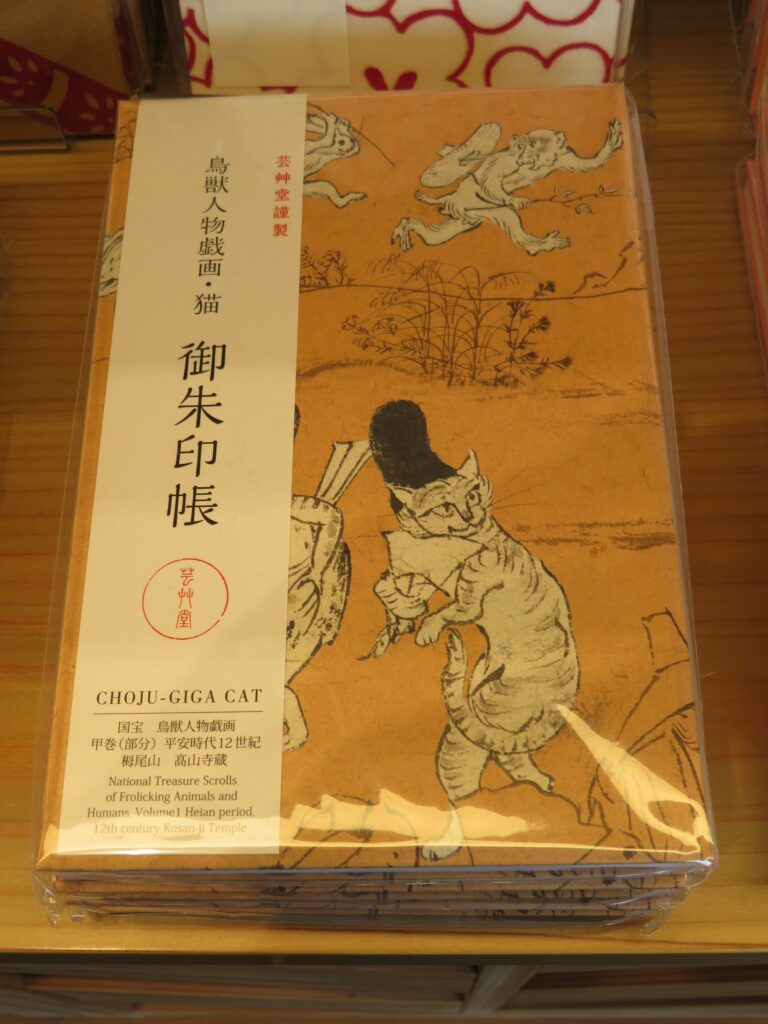 芸艸堂謹製
鳥獣人物戯画・猫
御朱印帳
芸艸堂
CHOJU-GIGA CAT
国宝 鳥獣人物戯画
甲巻(部分) 平安時代12世紀
栂尾山 髙山寺蔵
National Treasure Scrolls
of Frolicking Animals and
Humans, Volume1 Heian period,
12th century Kosan-ji Temple